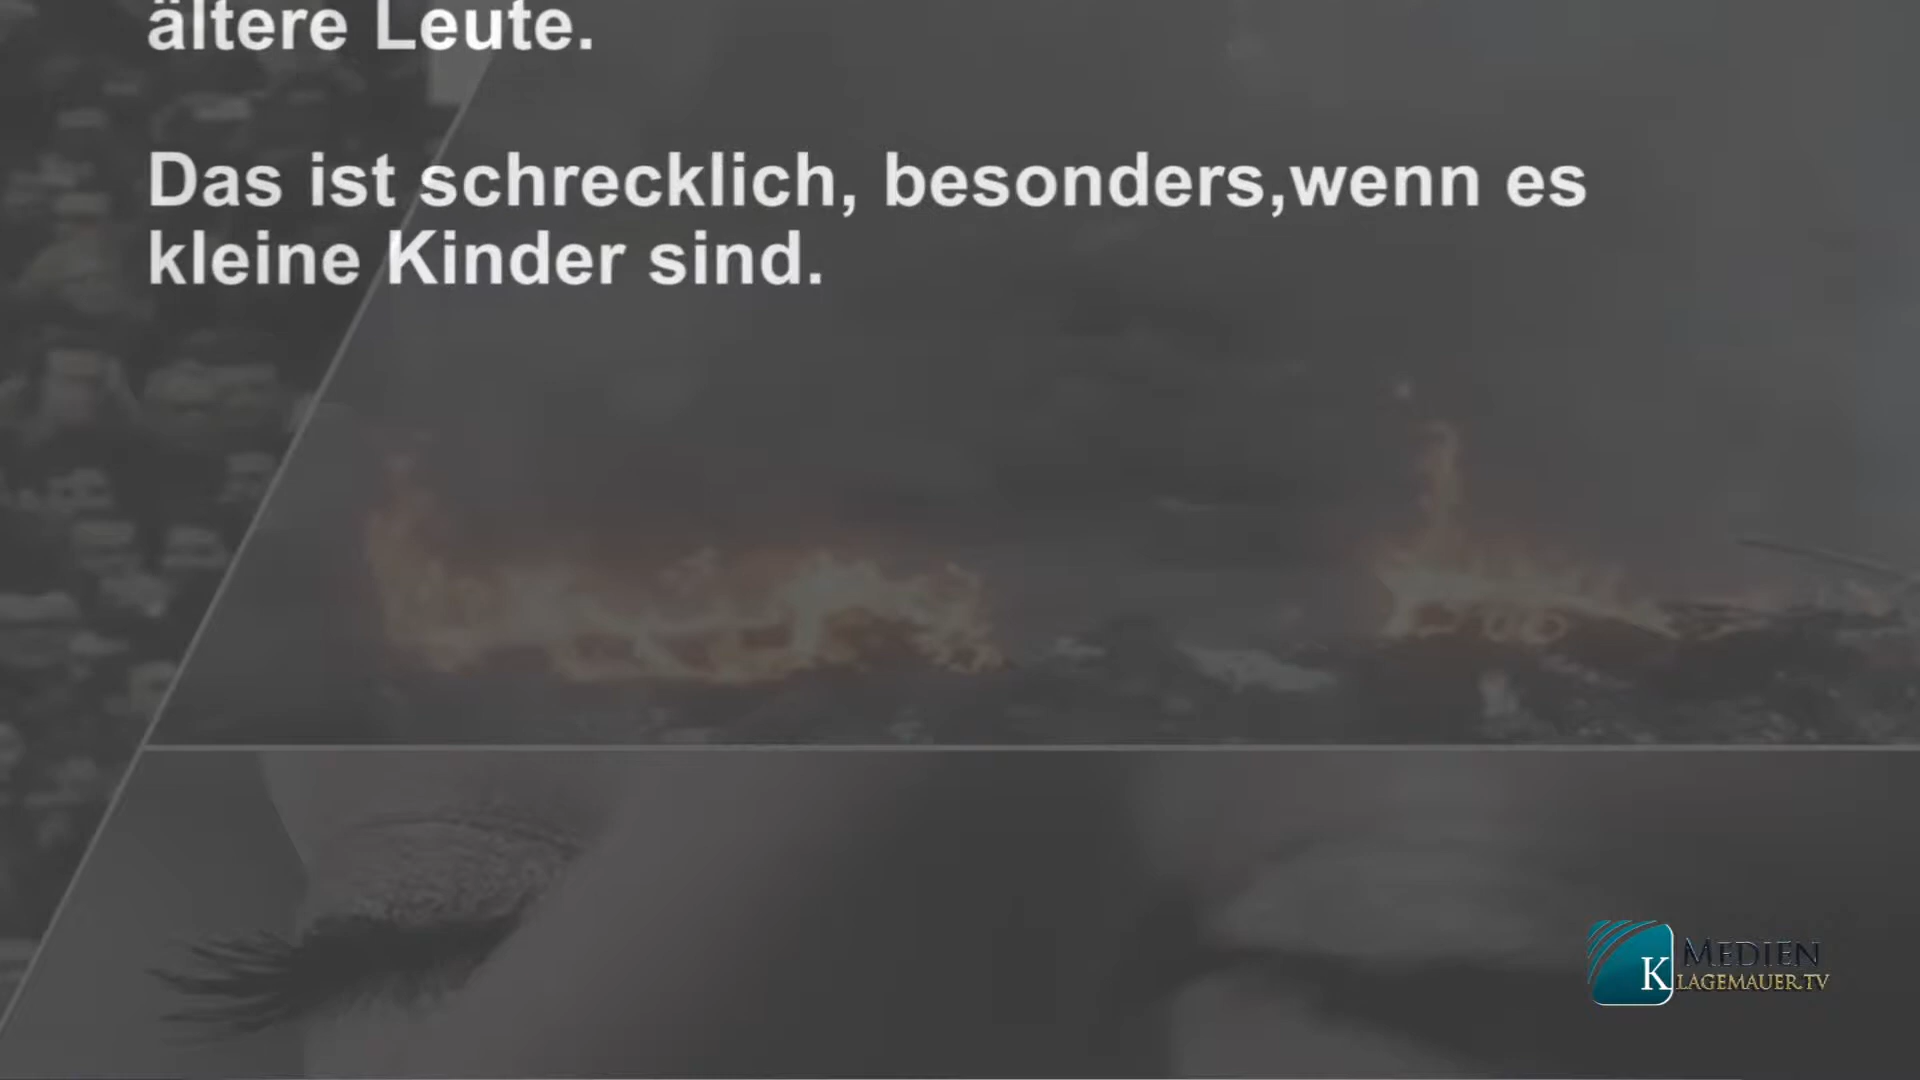 ältere Leute.
Das ist schrecklich, besonders,wenn es
kleine Kinder sind.
MEDIEN
KLAGEMAUER.TV